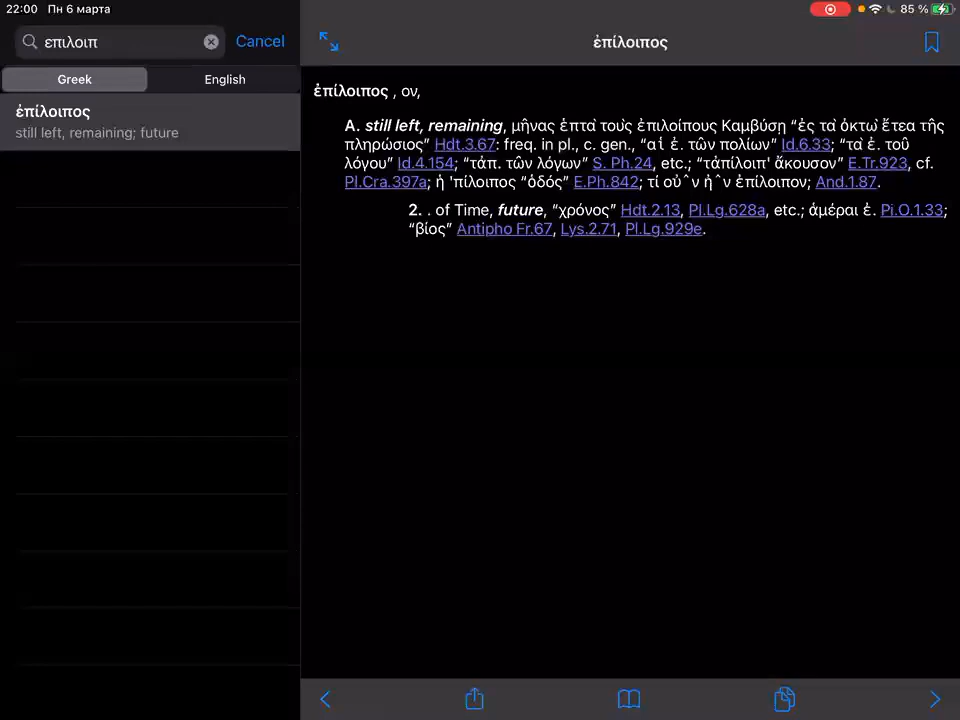 22:00 Пн 6 марта
85 %
επιλοιπ
Cancel
Greek
English
ἐπίλοιπος
still left, remaining; future
ἐπίλοιπος
ἐπίλοιπος , ον,
A. still left, remaining, μῆνας ἑπτὰ τοὺς ἐπιλοίπους Καμβύσῃ “ἐς τὰ ὀκτὼ ἔτεα τῆς
πληρώσιος” Hdt.3.67: freq. in pl., c. gen., “αἱ ἐ. τῶν πολίων” Id.6.33; “τὰ ἐ. τοῦ
λόγου” Id.4.154; “τἀπ. τῶν λόγων” S. Ph.24, etc.; “τἀπίλοιπ' ἄκουσον” E.Tr.923, cf.
Pl.Cra.397a; ἡ 'πίλοιπος “ὁδός” E.Ph.842; τί οὐ^ν ἠ^ν ἐπίλοιπον; And.1.87.
2. . of Time, future, “χρόνος” Hdt.2.13, Pl.Lg.628a, etc.; ἁμέραι ἐ. Pi.O.1.33;
“βίος” Antipho Fr.67, Lys.2.71, Pl.Lg.929e.